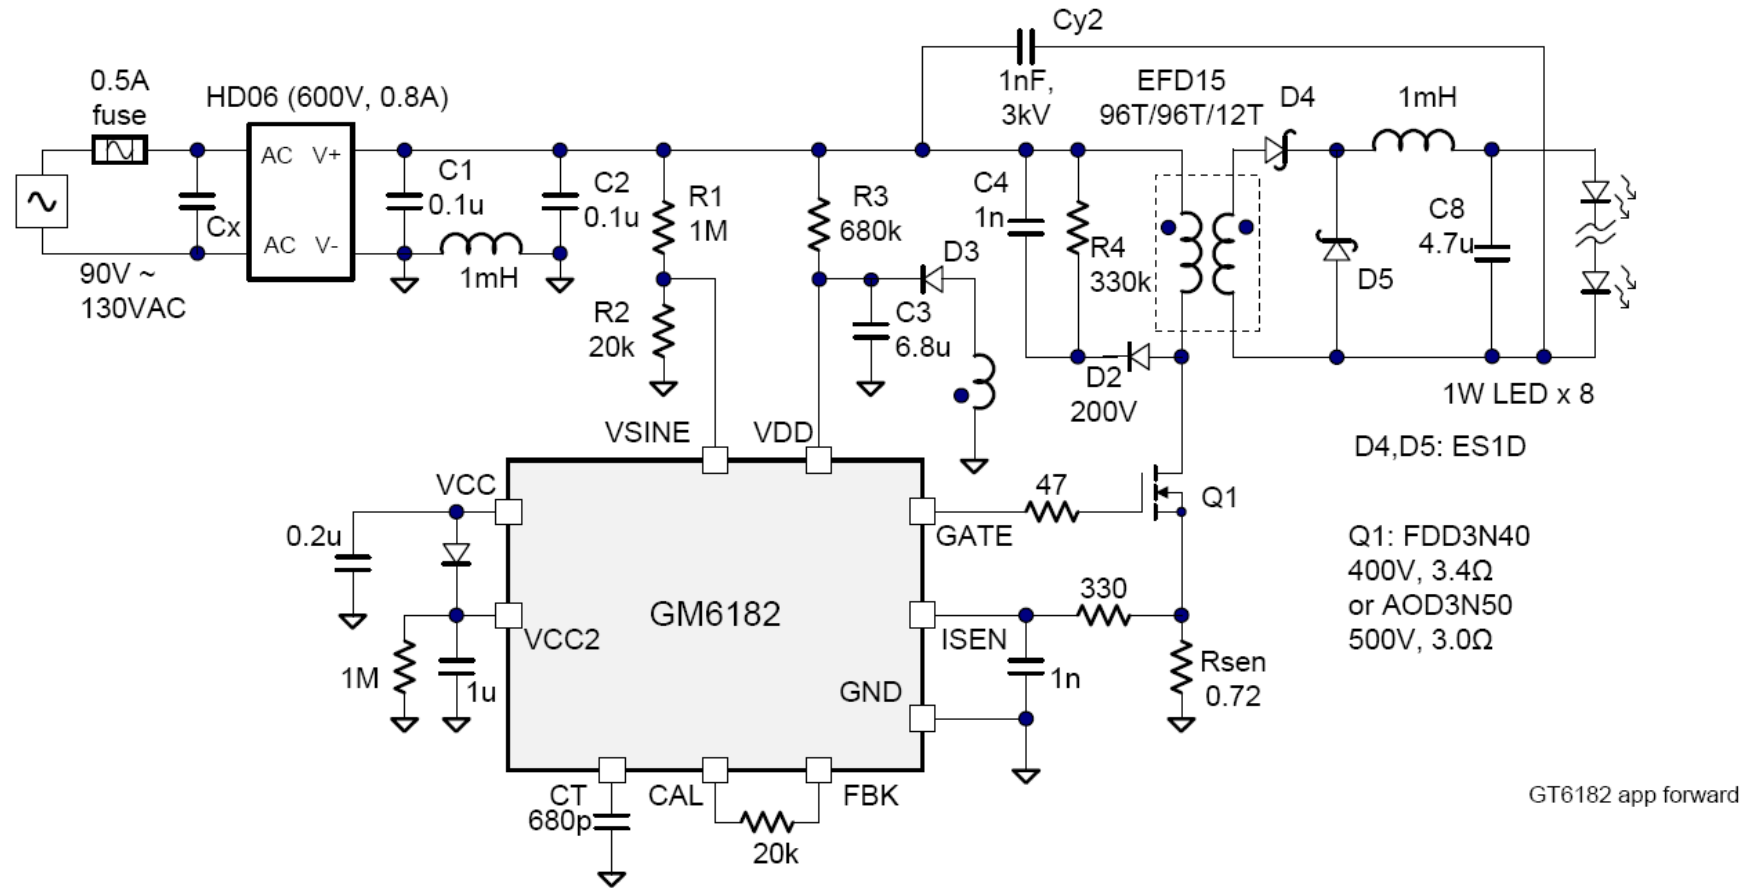 Cy2
0.5A
fuse
HD06 (600V, 0.8A)
1nF,
3kV
EFD15
96T/96T/12T
D4
1mH
AC V+
AC V-
Cx
C1
0.1u
1mH
C2
0.1u
R1
1M
R3
680k
C4
1n
R4
330k
C8
4.7u
90V ~
130VAC
R2
20k
D3
C3
6.8u
D5
D2
200V
1W LED x 8
VSINE
VDD
D4,D5: ES1D
VCC
47
Q1
GATE
0.2u
Q1: FDD3N40
400V, 3.4Ω
or AOD3N50
500V, 3.0Ω
GM6182
330
ISEN
VCC2
1M
1u
1n
Rsen
0.72
GND
CT
680p
CAL
FBK
20k
GT6182 app forward